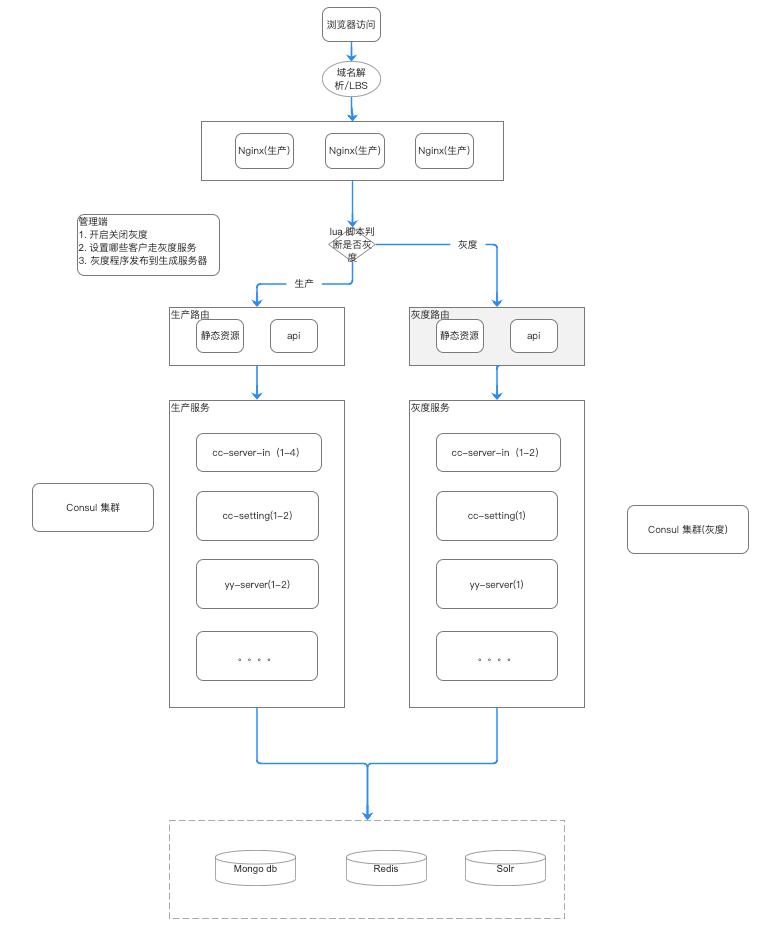 浏览器访问
域名解
析/LBS
Nginx(生产)
Nginx(生产)
Nginx(生产)
管理端
1. 开启关闭灰度
2. 设置哪些客户走灰度服务
3. 灰度程序发布到生成服务器
lua 脚本判
断是否灰
度
灰度
生产
生产路由
静态资源
api
灰度路由
静态资源
api
生产服务
cc-server-in（1-4）
cc-setting(1-2)
yy-server(1-2)
。。。。
灰度服务
cc-server-in（1-2）
cc-setting(1)
yy-server(1)
。。。。
Consul 集群
Consul 集群(灰度)
Mongo db
Redis
Solr